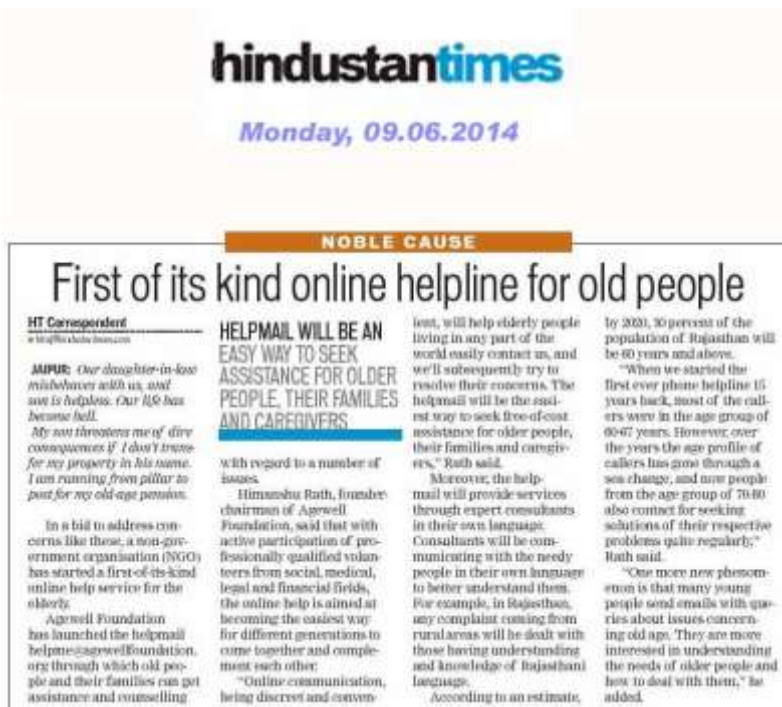 hindustantimes
Monday, 09.06.2014
NOBLE CAUSE
First of its kind online helpline for old people
HT Correspondent
JAIPUR: Our daughter-in-law
misbehaves with us, and
son is helpless. Our life has
become hell.
My son threatens me of dire
consequences if I don't trans-
fer my property in his name.
I am running from pillar to
post for my old-age pension.
In a bid to address con-
cerns like these, a non-gov-
ernment organisation (NGO)
has started a first-of-its-kind
online help service for the
elderly.
Agewell Foundation
has launched the helpmail
helpme@agewellfoundation.
org through which old peo-
ple and their families can get
assistance and counselling
HELPMAIL WILL BE AN
EASY WAY TO SEEK
ASSISTANCE FOR OLDER
PEOPLE, THEIR FAMILIES
AND CAREGIVERS
with regard to a number of
issues.
Himanshu Rath, founder
chairman of Agewell
Foundation, said that with
active participation of pro-
fessionally qualified volun-
teers from social, medical,
legal and financial fields,
the online help is aimed at
becoming the easiest way
for different generations to
come together and comple-
ment each other.
"Online communication,
being discreet and conven-
ient, will help elderly people
living in any part of the
world easily contact us, and
we'll subsequently try to
resolve their concerns. The
helpmail will be the easi-
est way to seek free-of-cost
assistance for older people,
their families and caregiv-
ers," Rath said.
Moreover, the help-
mail will provide services
through expert consultants
in their own language.
Consultants will be com-
municating with the needy
people in their own language
to better understand them.
For example, in Rajasthan,
any complaint coming from
rural areas will be dealt with
those having understanding
and knowledge of Rajasthani
language.
According to an estimate,
by 2020, 10 percent of the
population of Rajasthan will
be 60 years and above.
"When we started the
first ever phone helpline 15
years back, most of the call-
ers were in the age group of
60-67 years. However, over
the years the age profile of
callers has gone through a
sea change, and now people
from the age group of 70-80
also contact for seeking
solutions of their respective
problems quite regularly,"
Rath said.
"One more new phenom-
enon is that many young
people send emails with que-
ries about issues concern-
ing old age. They are more
interested in understanding
the needs of older people and
how to deal with them," he
added.